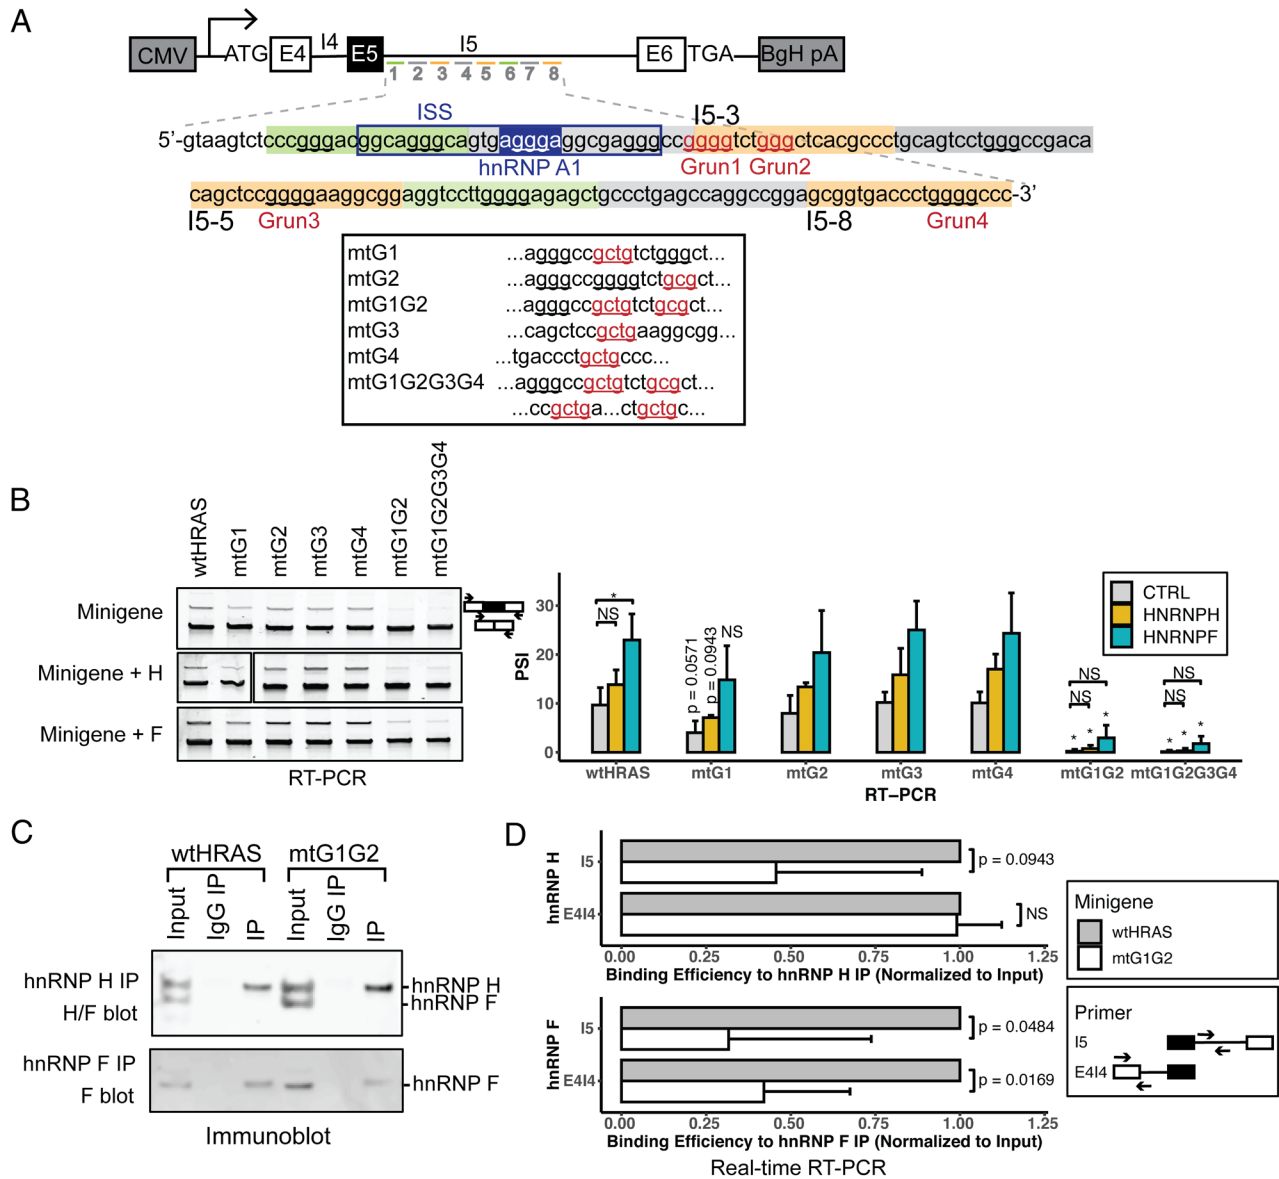 A
CMV ATG E4 I4 E5 I5 E6 TGA BgH pA
1 2 3 4 5 6 7 8
ISS I5-3
5’-gtaagtctcccgggacggcagggcagtgaggga​ggcgagggccggggtctgggctcacgccctgcagtcctgggccgaca
hnRNP A1 Grun1 Grun2
cagctccggggaaggcggaggtccttggggagagctgccctgagccaggccggagcggtgaccctggggccc-3’
I5-5 Grun3 I5-8 Grun4
mtG1 ...agggccgctgtctgggct...
mtG2 ...agggccggggtctgcgct...
mtG1G2 ...agggccgctgtctgcgct...
mtG3 ...cagctccgctgaaggcgg...
mtG4 ...tgaccctgctgccc...
mtG1G2G3G4 ...agggccgctgtctgcgct...
...ccgctga...ctgctgc...
B
wtHRAS mtG1 mtG2 mtG3 mtG4 mtG1G2 mtG1G2G3G4
Minigene
Minigene + H
Minigene + F
RT-PCR
PSI
30
20
10
0
* NS
p = 0.0571 p = 0.0943 NS
NS NS * * *
NS NS * * *
CTRL
HNRNPH
HNRNPF
wtHRAS mtG1 mtG2 mtG3 mtG4 mtG1G2 mtG1G2G3G4
RT–PCR
C
wtHRAS mtG1G2
Input IgG IP IP Input IgG IP IP
hnRNP H IP
H/F blot
hnRNP H
hnRNP F
hnRNP F IP
F blot
hnRNP F
Immunoblot
D
hnRNP H
I5 p = 0.0943
E4I4 NS
0.00 0.25 0.50 0.75 1.00 1.25
Binding Efficiency to hnRNP H IP (Normalized to Input)
hnRNP F
I5 p = 0.0484
E4I4 p = 0.0169
0.00 0.25 0.50 0.75 1.00 1.25
Binding Efficiency to hnRNP F IP (Normalized to Input)
Real-time RT-PCR
Minigene
wtHRAS
mtG1G2
Primer
I5
E4I4